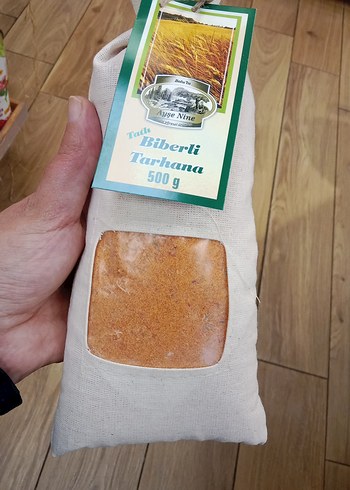 Ayşe Nine
Tatlı
Biberli
Tarhana
500 g